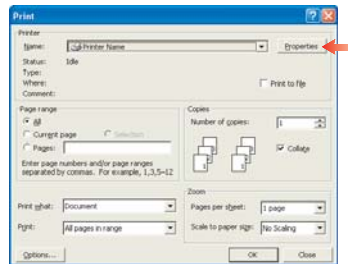 Print
Printer
Name: Printer Name Properties
Status: Idle
Type:
Where: Print to file
Comment:
Page range
All
Current page Selection
Pages:
Enter page numbers and/or page ranges
separated by commas. For example, 1,3,5-12
Copies
Number of copies: 1
Collate
Print what: Document
Print: All pages in range
Zoom
Pages per sheet: 1 page
Scale to paper size: No Scaling
Options... OK Close